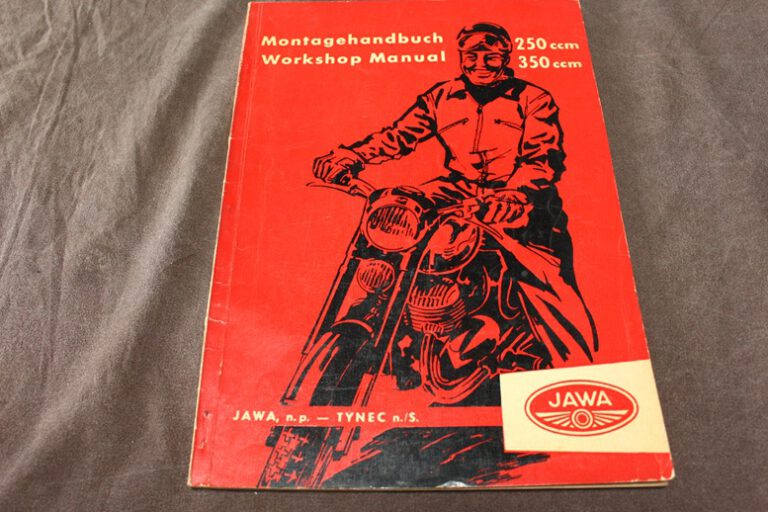 Montagehandbuch 250 ccm
Workshop Manual 350 ccm
JAWA, n.p. — TYNEC n./S.
JAWA